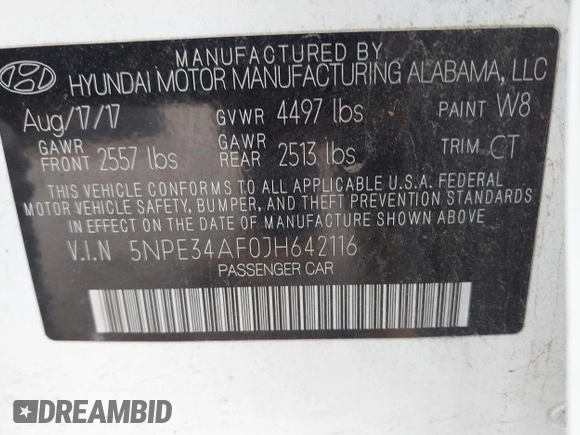 MANUFACTURED BY
HYUNDAI MOTOR MANUFACTURING ALABAMA, LLC
Aug/17/17 GVWR 4497 lbs PAINT W8
GAWR FRONT 2557 lbs GAWR REAR 2513 lbs TRIM CT
THIS VEHICLE CONFORMS TO ALL APPLICABLE U.S.A. FEDERAL
MOTOR VEHICLE SAFETY, BUMPER, AND THEFT PREVENTION STANDARDS
IN EFFECT ON THE DATE OF MANUFACTURE SHOWN ABOVE
V.I.N 5NPE34AF0JH642116
PASSENGER CAR
DREAMBID